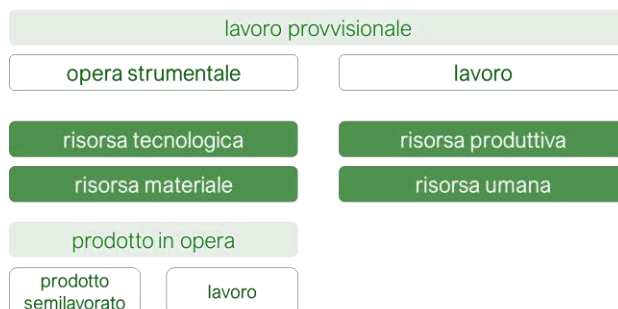 lavoro provvisionale
opera strumentale
lavoro
risorsa tecnologica
risorsa produttiva
risorsa materiale
risorsa umana
prodotto in opera
prodotto
semilavorato
lavoro